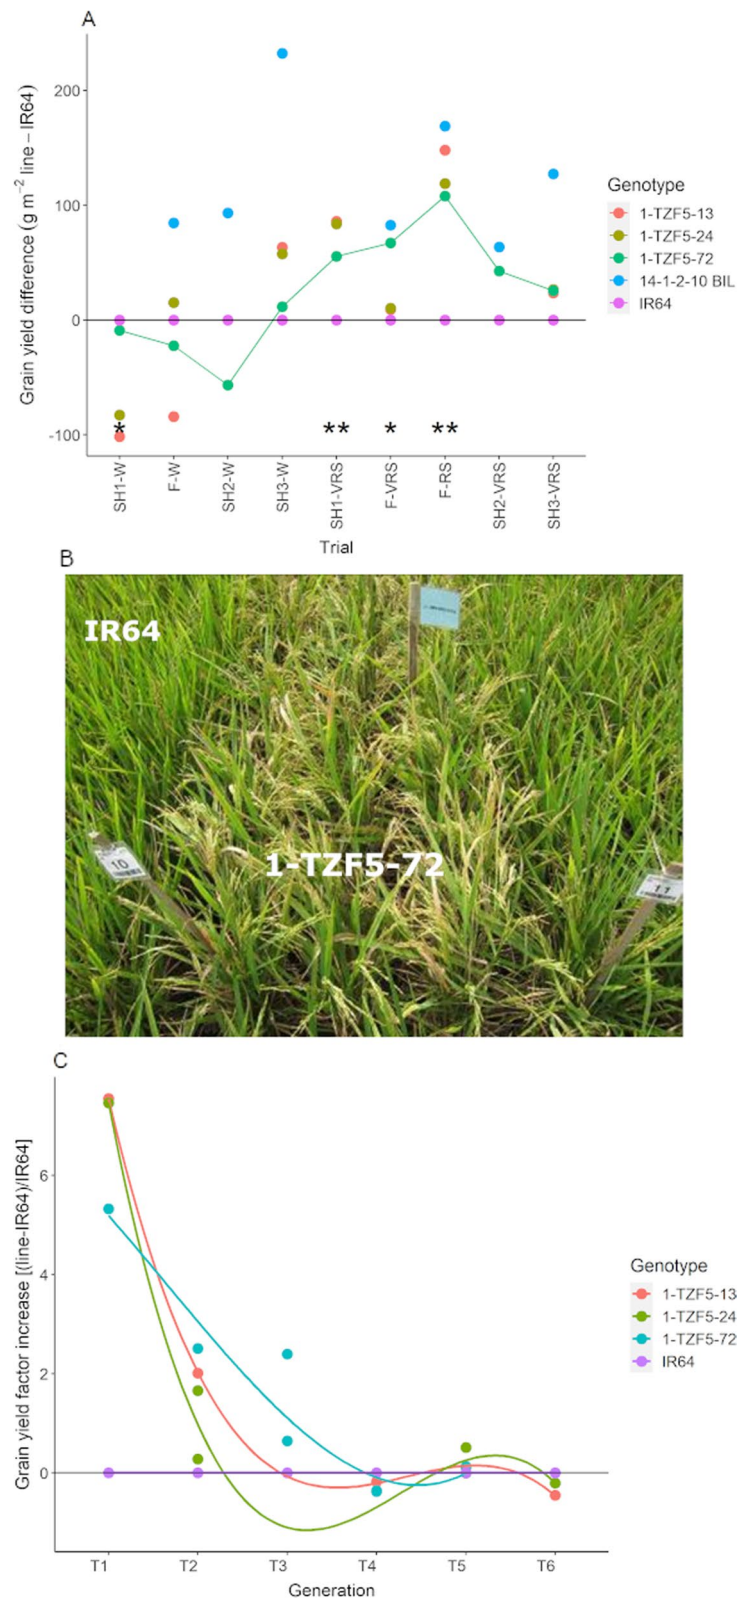 A
Grain yield difference (g m⁻² line – IR64)
200
100
0
-100
*
**
*
**
SH1-W
F-W
SH2-W
SH3-W
SH1-VRS
F-VRS
F-RS
SH2-VRS
SH3-VRS
Trial
Genotype
1-TZF5-13
1-TZF5-24
1-TZF5-72
14-1-2-10 BIL
IR64
B
IR64
1-TZF5-72
10
11
C
Grain yield factor increase [(line-IR64)/IR64]
6
4
2
0
T1
T2
T3
T4
T5
T6
Generation
Genotype
1-TZF5-13
1-TZF5-24
1-TZF5-72
IR64